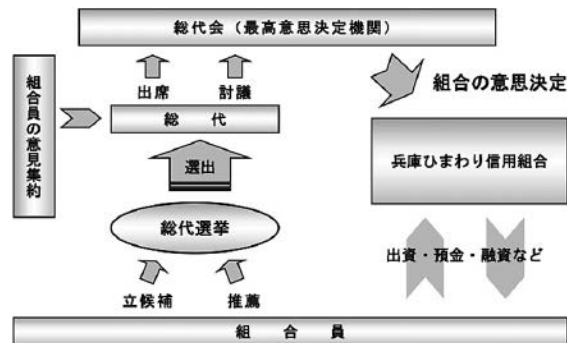 総代会（最高意思決定機関）
出席
討議
組合の意思決定
組合員の意見集約
総代
兵庫ひまわり信用組合
選出
総代選挙
出資・預金・融資など
立候補
推薦
組合員